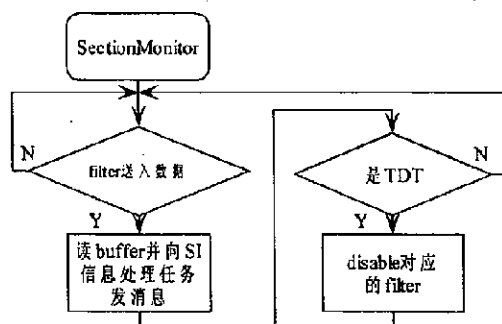 SectionMonitor
N
filter送入数据
Y
读buffer并向SI
信息处理任务
发消息
是TDT
N
Y
disable对应
的filter